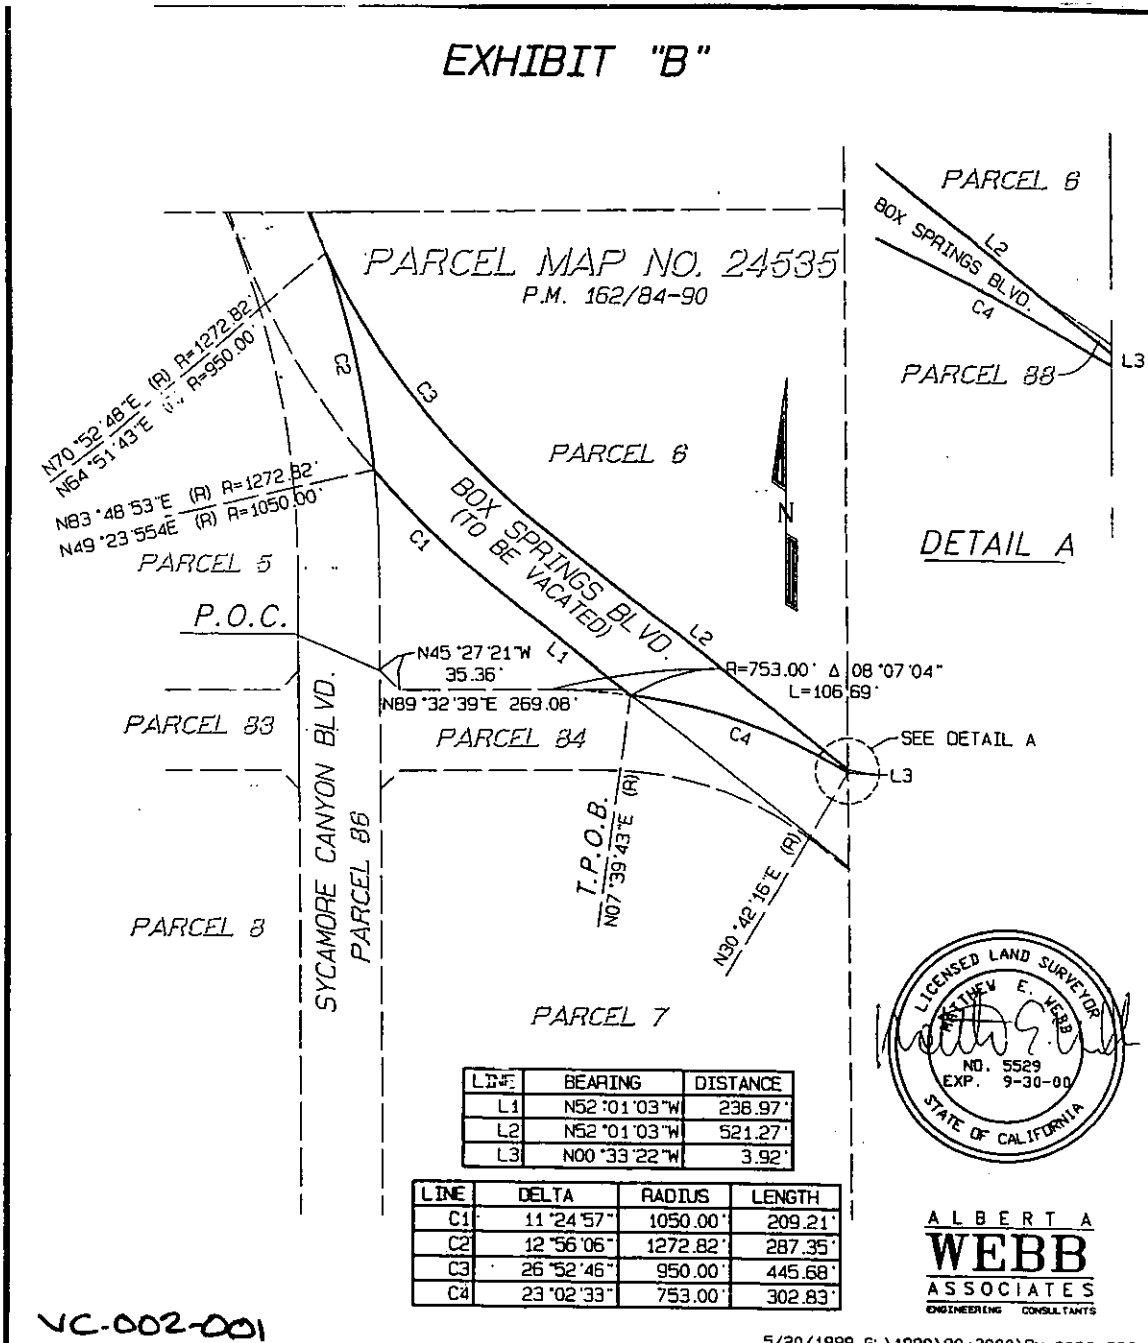 EXHIBIT "B"
PARCEL 6
BOX SPRINGS BLVD.
L2
C4
L3
PARCEL 88
DETAIL A
PARCEL MAP NO. 24535
P.M. 162/84-90
N70°52'48"E (R) R=1272.82'
N64°51'43"E R=950.00'
N83°48'53"E (R) R=1272.82'
N49°23'554E (R) R=1050.00'
C2
C3
PARCEL 6
BOX SPRINGS BLVD.
(TO BE VACATED)
N
C1
L1
L2
PARCEL 5
P.O.C.
N45°27'21"W
35.36'
N89°32'39"E 269.08'
R=753.00' Δ 08°07'04"
L=106.69'
PARCEL 83
PARCEL 84
C4
SEE DETAIL A
L3
SYCAMORE CANYON BLVD.
PARCEL 86
T.P.O.B.
N07°39'43"E (R)
N30°42'16"E (R)
PARCEL 8
PARCEL 7
LICENSED LAND SURVEYOR
MATTHEW E. WEBB
NO. 5529
EXP. 9-30-00
STATE OF CALIFORNIA
LINE BEARING DISTANCE
L1 N52°01'03"W 238.97'
L2 N52°01'03"W 521.27'
L3 N00°33'22"W 3.92'
LINE DELTA RADIUS LENGTH
C1 11°24'57" 1050.00' 209.21'
C2 12°56'06" 1272.82' 287.35'
C3 26°52'46" 950.00' 445.68'
C4 23°02'33" 753.00' 302.83'
ALBERT A
WEBB
ASSOCIATES
ENGINEERING CONSULTANTS
VC-002-001